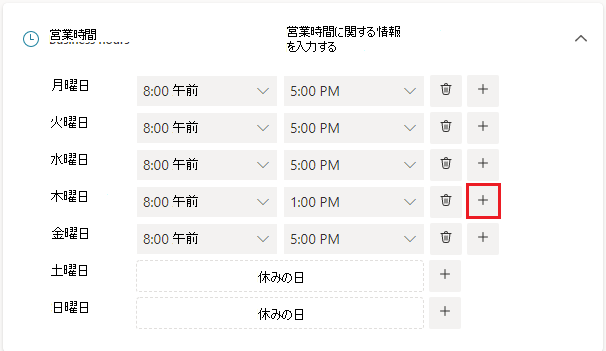 営業時間
Business hours
営業時間に関する情報
を入力する
月曜日 8:00 午前 5:00 PM
火曜日 8:00 午前 5:00 PM
水曜日 8:00 午前 5:00 PM
木曜日 8:00 午前 1:00 PM
金曜日 8:00 午前 5:00 PM
土曜日 休みの日
日曜日 休みの日